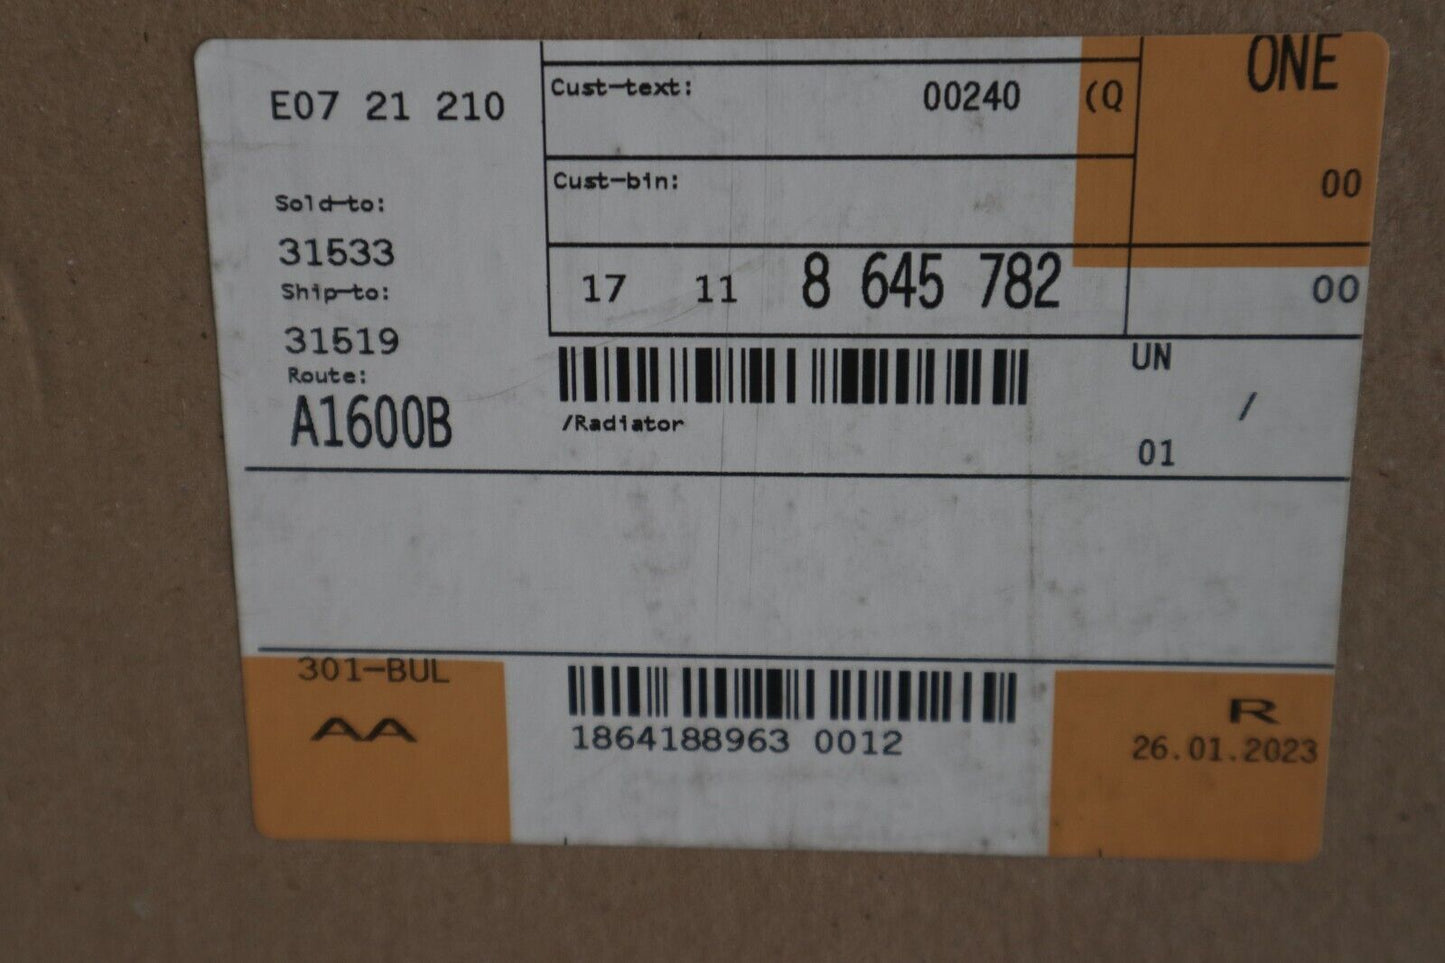 E07 21 210
Sold-to:
31533
Ship-to:
31519
Route:
A1600B
Cust-text: 00240 (Q
Cust-bin:
17 11 8 645 782
/Radiator
ONE
00
00
UN
/
01
301-BUL
AA
1864188963 0012
R
26.01.2023